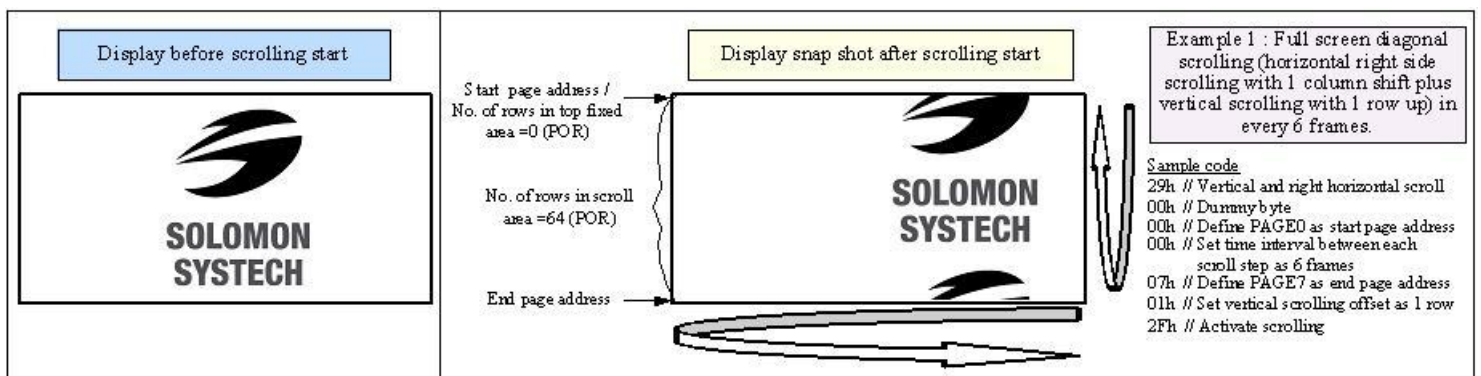 Display before scrolling start
SOLOMON
SYSTECH
Display snap shot after scrolling start
Start page address /
No. of rows in top fixed
area =0 (POR)
No. of rows in scroll
area =64 (POR)
End page address
SOLOMON
SYSTECH
Example 1 : Full screen diagonal
scrolling (horizontal right side
scrolling with 1 column shift plus
vertical scrolling with 1 row up) in
every 6 frames.
Sample code
29h // Vertical and right horizontal scroll
00h // Dummy byte
00h // Define PAGE0 as start page address
00h // Set time interval between each
scroll step as 6 frames
07h // Define PAGE7 as end page address
01h // Set vertical scrolling offset as 1 row
2Fh // Activate scrolling